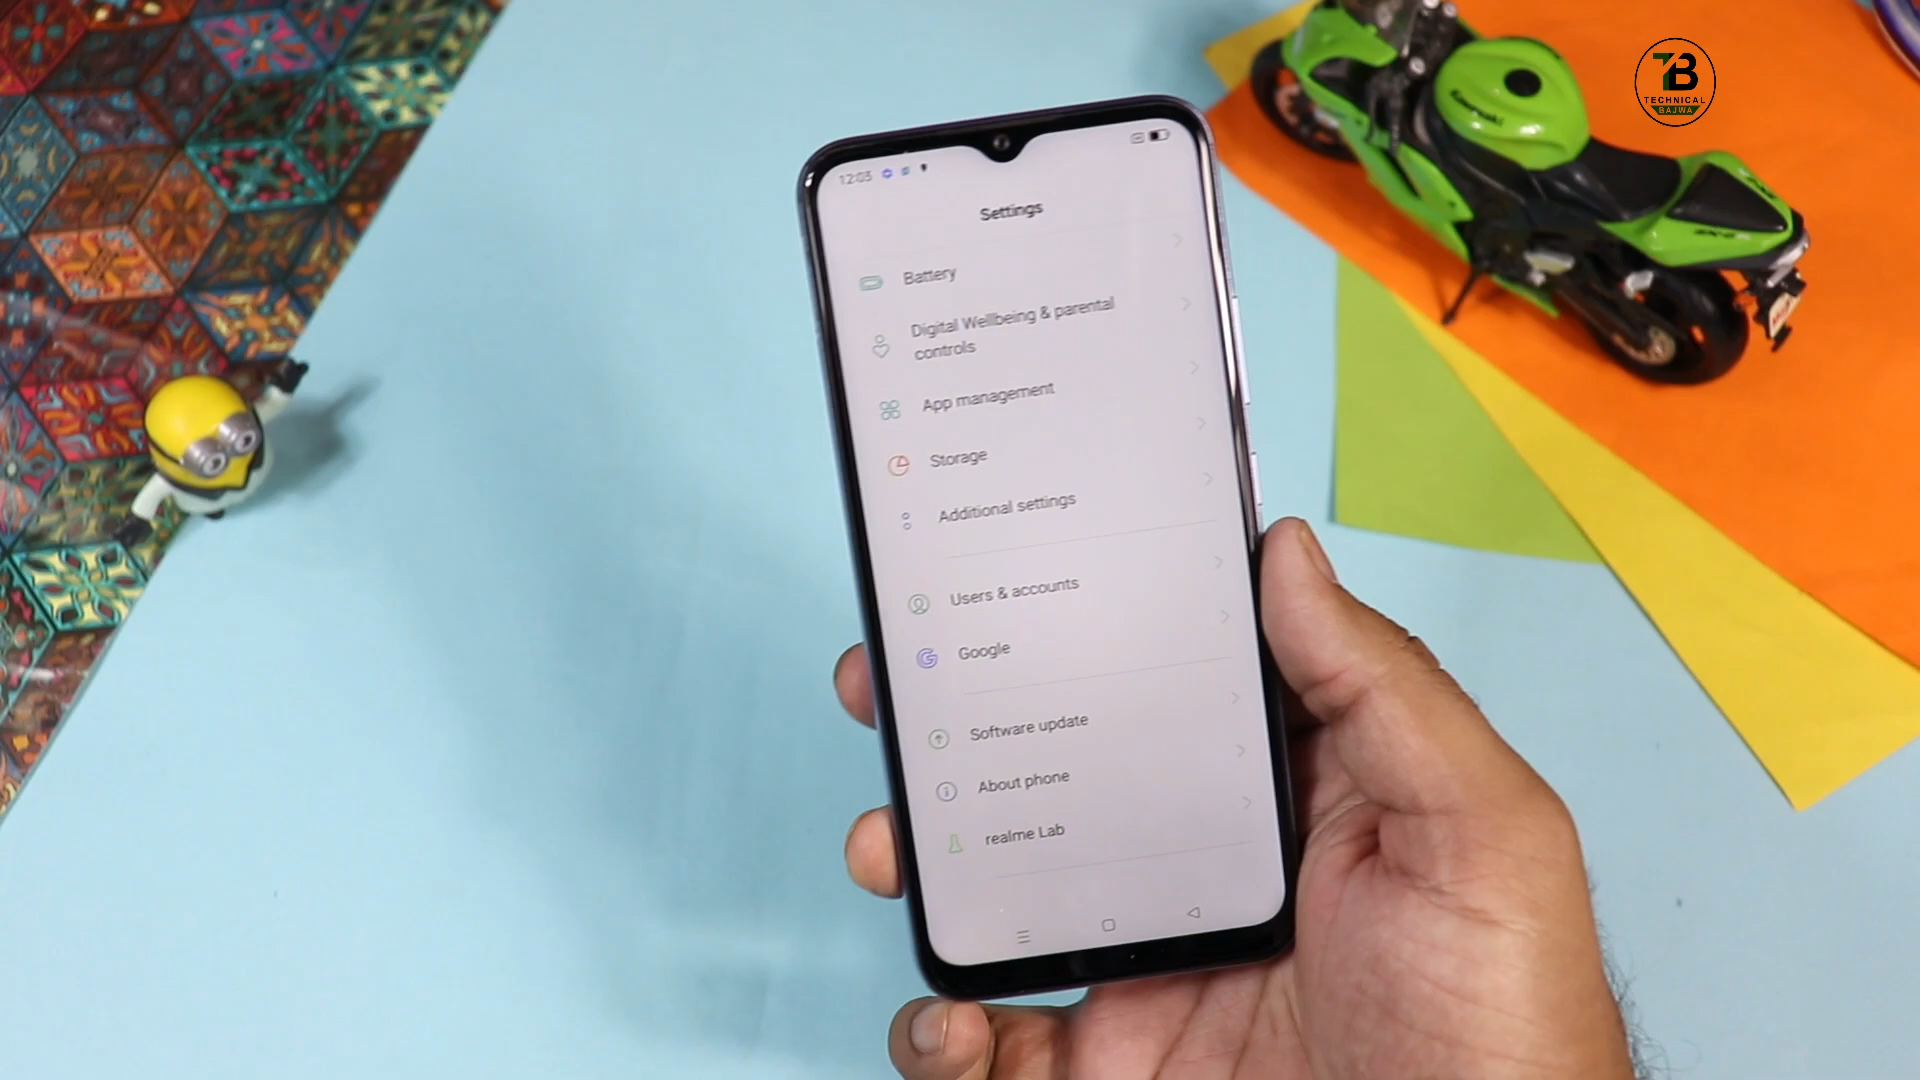 TB
TECHNICAL
BAJWA
12:03
Settings
Battery
Digital Wellbeing & parental
controls
App management
Storage
Additional settings
Users & accounts
Google
Software update
About phone
realme Lab
Kawasaki